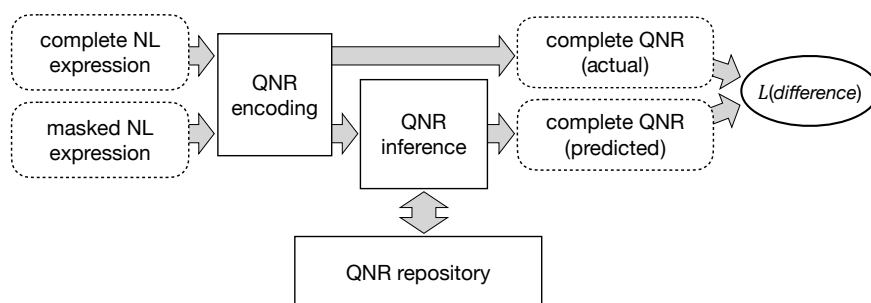 complete NL
expression
masked NL
expression
QNR
encoding
QNR
inference
complete QNR
(actual)
complete QNR
(predicted)
L(difference)
QNR repository